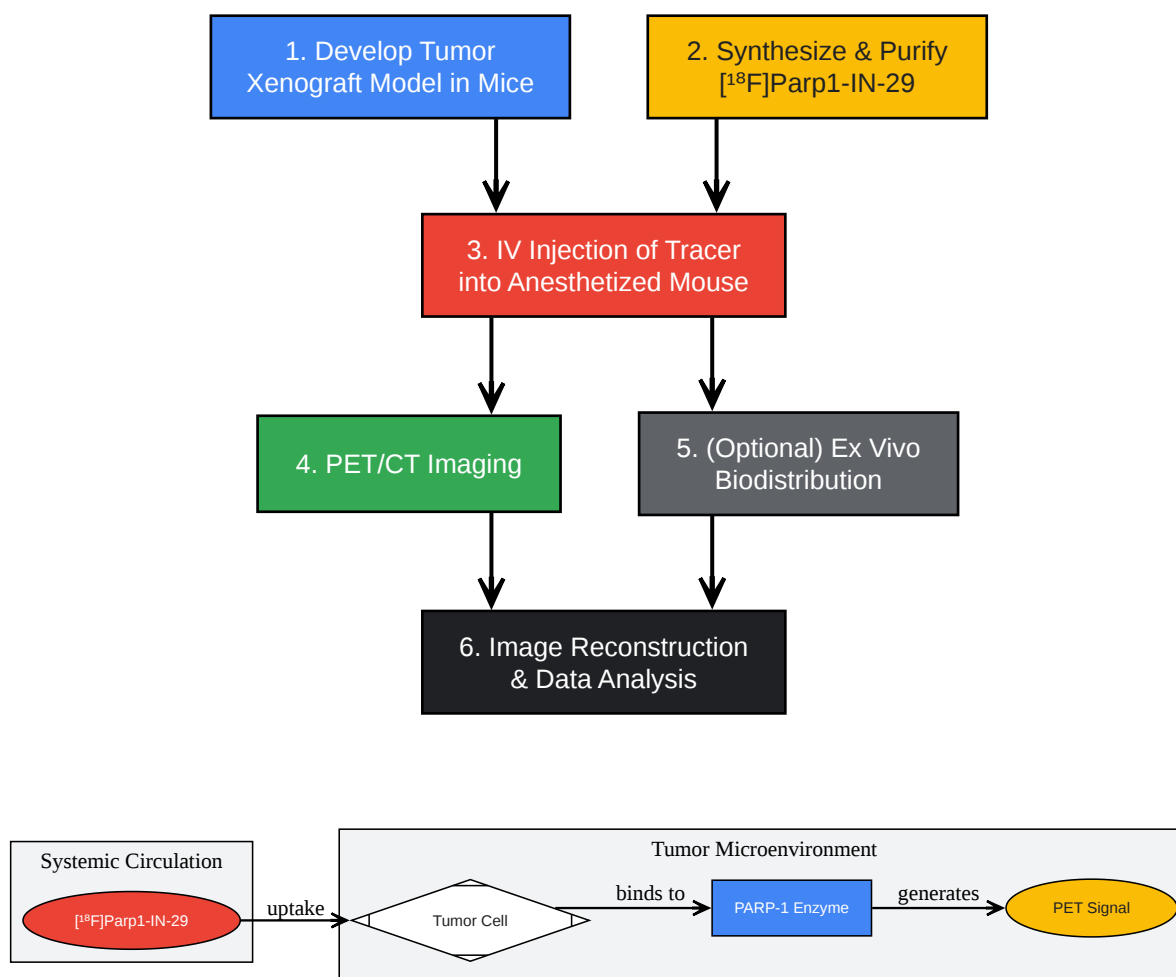 1. Develop Tumor
Xenograft Model in Mice
2. Synthesize & Purify
[¹⁸F]Parp1-IN-29
3. IV Injection of Tracer
into Anesthetized Mouse
4. PET/CT Imaging
5. (Optional) Ex Vivo
Biodistribution
6. Image Reconstruction
& Data Analysis
Systemic Circulation
[¹⁸F]Parp1-IN-29
uptake
Tumor Microenvironment
Tumor Cell
binds to
PARP-1 Enzyme
generates
PET Signal